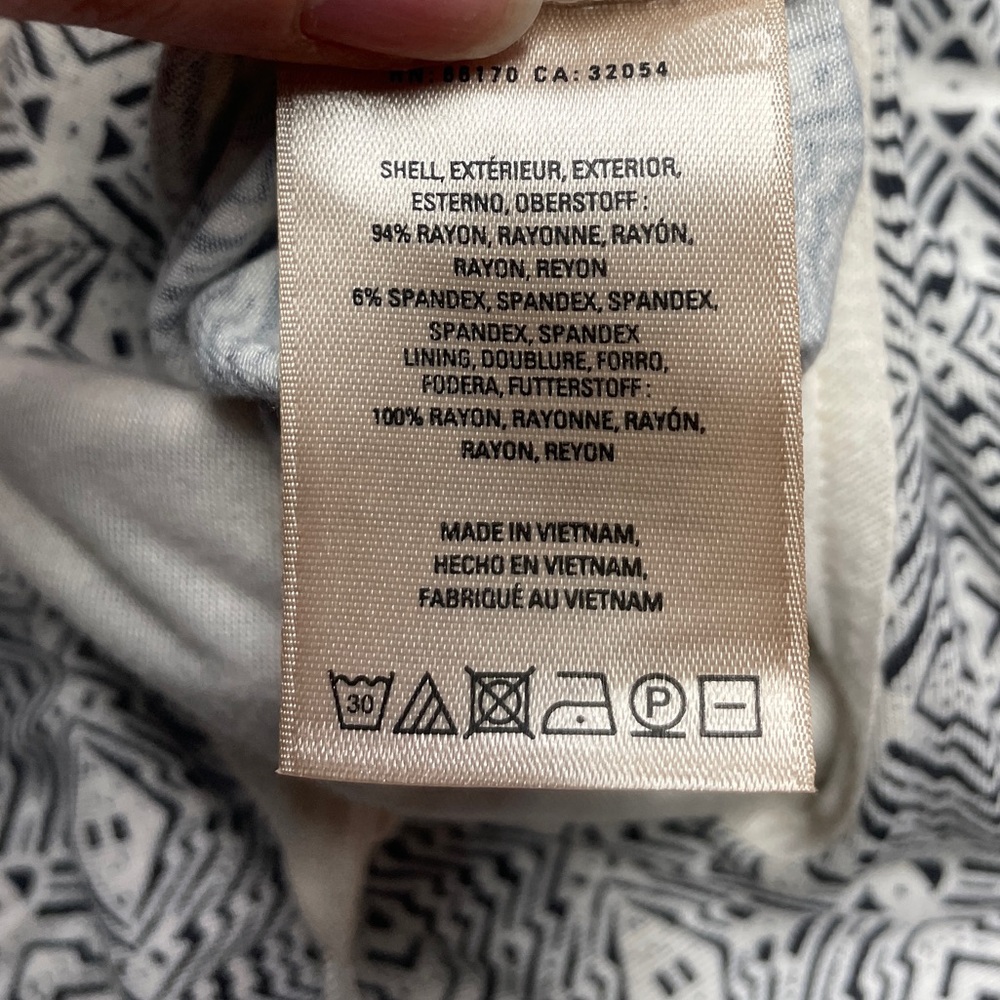 CA: 32054
SHELL, EXTÉRIEUR, EXTERIOR,
ESTERNO, OBERSTOFF :
94% RAYON, RAYONNE, RAYÓN,
RAYON, REYON
6% SPANDEX, SPANDEX, SPANDEX,
SPANDEX, SPANDEX
LINING, DOUBLURE, FORRO,
FODERA, FUTTERSTOFF :
100% RAYON, RAYONNE, RAYÓN,
RAYON, REYON
MADE IN VIETNAM,
HECHO EN VIETNAM,
FABRIQUÉ AU VIETNAM
30 P